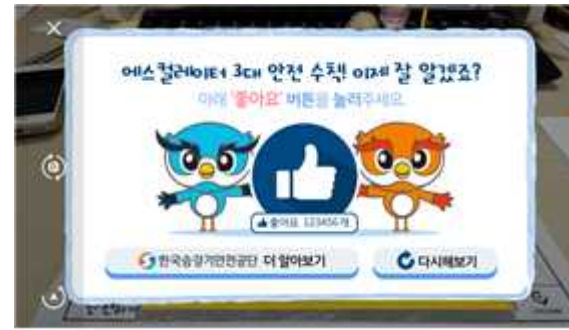 에스컬레이터 3대 안전 수칙! 이제 잘 알겠죠?
아래 '좋아요' 버튼을 눌러주세요.
좋아요 123456개
한국승강기안전공단 더 알아보기
다시해보기